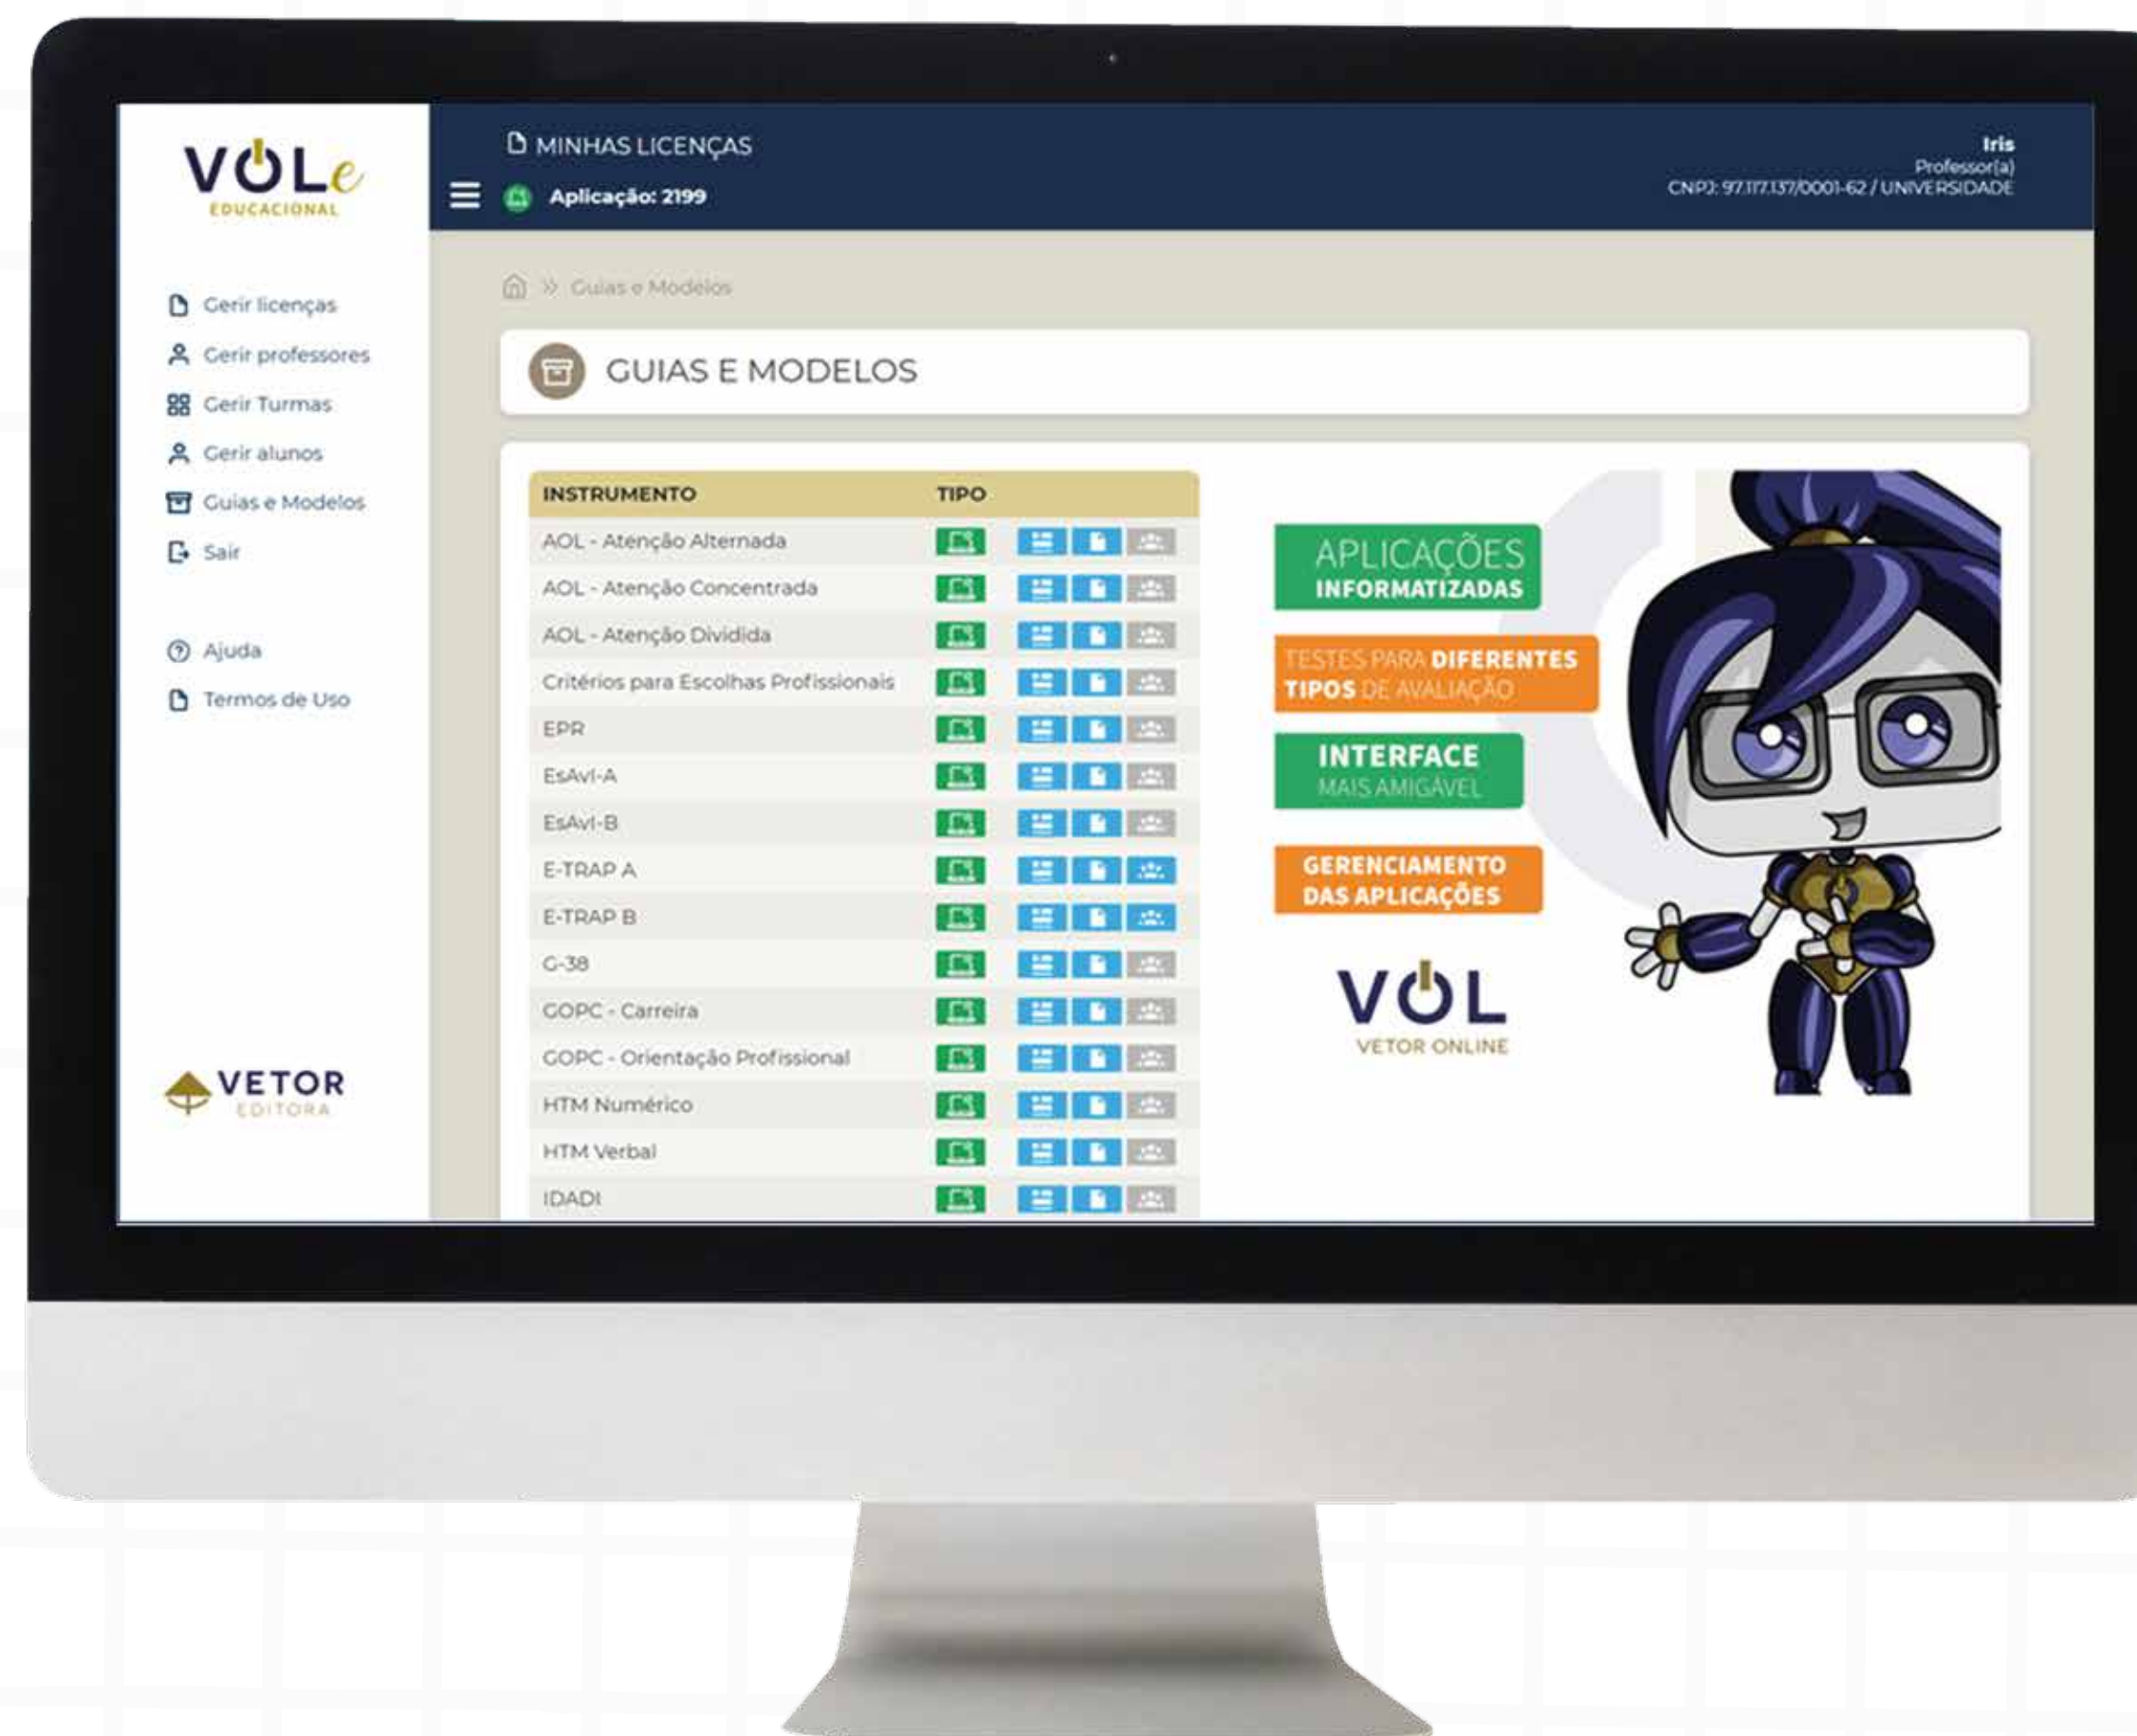 VOLe
EDUCACIONAL
Gerir licenças
Gerir professores
Gerir Turmas
Gerir alunos
Guias e Modelos
Sair
Ajuda
Termos de Uso
VETOR
EDITORA
MINHAS LICENÇAS
Aplicação: 2199
Iris
Professor(a)
CNPJ: 97.117.137/0001-62 / UNIVERSIDADE
Guias e Modelos
GUIAS E MODELOS
INSTRUMENTO TIPO
AOL - Atenção Alternada
AOL - Atenção Concentrada
AOL - Atenção Dividida
Critérios para Escolhas Profissionais
EPR
EsAvI-A
EsAvI-B
E-TRAP A
E-TRAP B
G-38
GOPC - Carreira
GOPC - Orientação Profissional
HTM Numérico
HTM Verbal
IDADI
APLICAÇÕES
INFORMATIZADAS
TESTES PARA DIFERENTES
TIPOS DE AVALIAÇÃO
INTERFACE
MAIS AMIGÁVEL
GERENCIAMENTO
DAS APLICAÇÕES
VOL
VETOR ONLINE